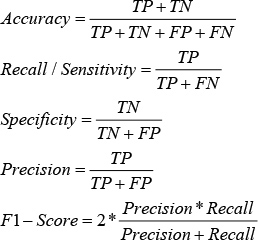 Accuracy = (TP + TN) / (TP + TN + FP + FN)
Recall / Sensitivity = TP / (TP + FN)
Specificity = TN / (TN + FP)
Precision = TP / (TP + FP)
F1 − Score = 2 * (Precision * Recall) / (Precision + Recall)